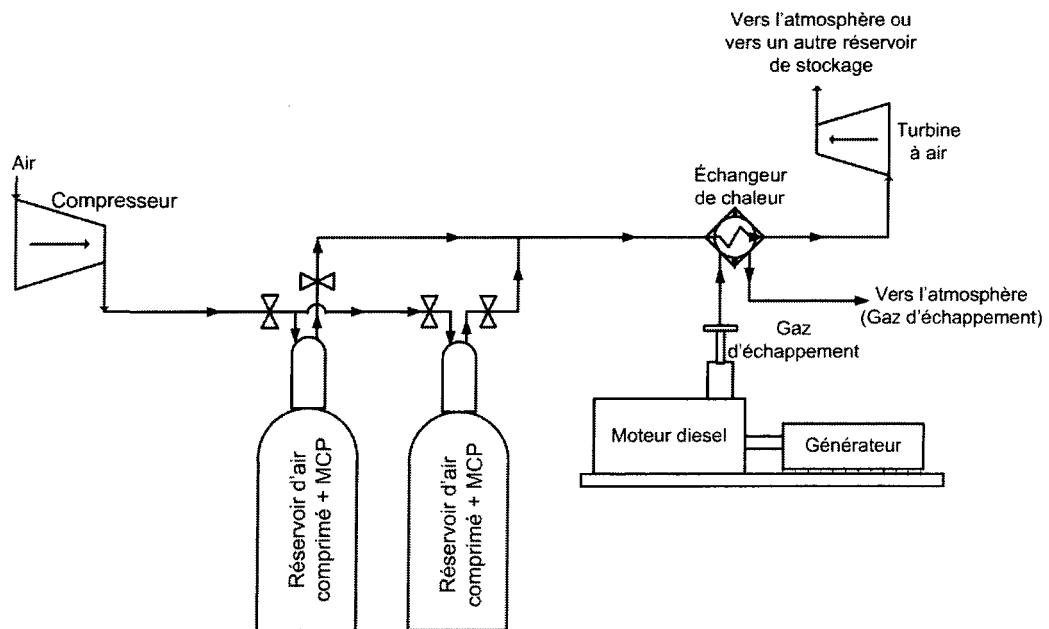 Vers l'atmosphère ou
vers un autre réservoir
de stockage
Turbine
à air
Air
Compresseur
Échangeur
de chaleur
Vers l'atmosphère
(Gaz d'échappement)
Gaz
d'échappement
Moteur diesel
Générateur
Réservoir d'air
comprimé + MCP
Réservoir d'air
comprimé + MCP